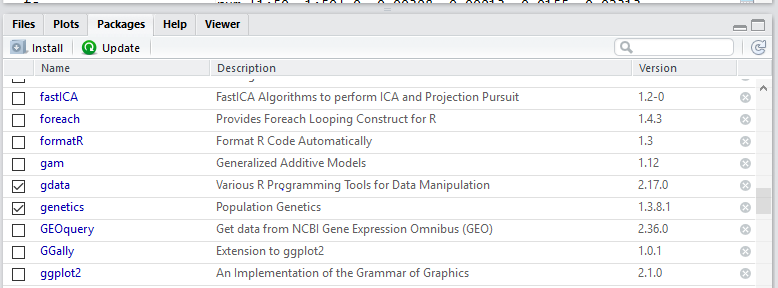 Files Plots Packages Help Viewer
Install Update
Name Description Version
fastICA FastICA Algorithms to perform ICA and Projection Pursuit 1.2-0
foreach Provides Foreach Looping Construct for R 1.4.3
formatR Format R Code Automatically 1.3
gam Generalized Additive Models 1.12
gdata Various R Programming Tools for Data Manipulation 2.17.0
genetics Population Genetics 1.3.8.1
GEOquery Get data from NCBI Gene Expression Omnibus (GEO) 2.36.0
GGally Extension to ggplot2 1.0.1
ggplot2 An Implementation of the Grammar of Graphics 2.1.0